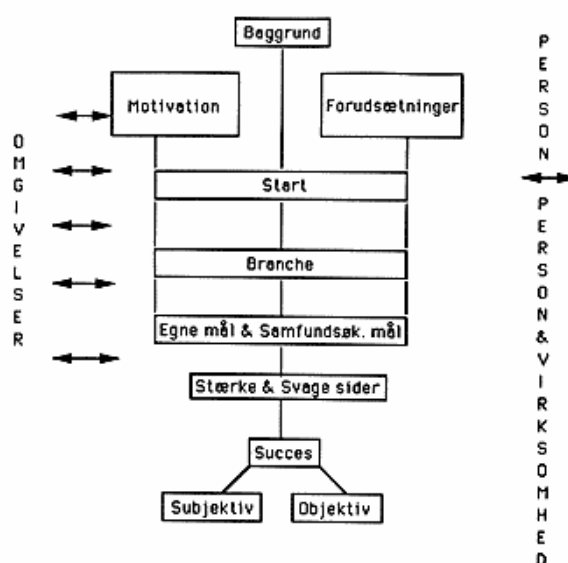 Baggrund
Motivation
Forudsætninger
Start
Branche
Egne mål & Samfundsøk. mål
Stærke & Svage sider
Succes
Subjektiv
Objektiv
OMGIVELSER
PERSON
PERSON&VIRKSOMHED